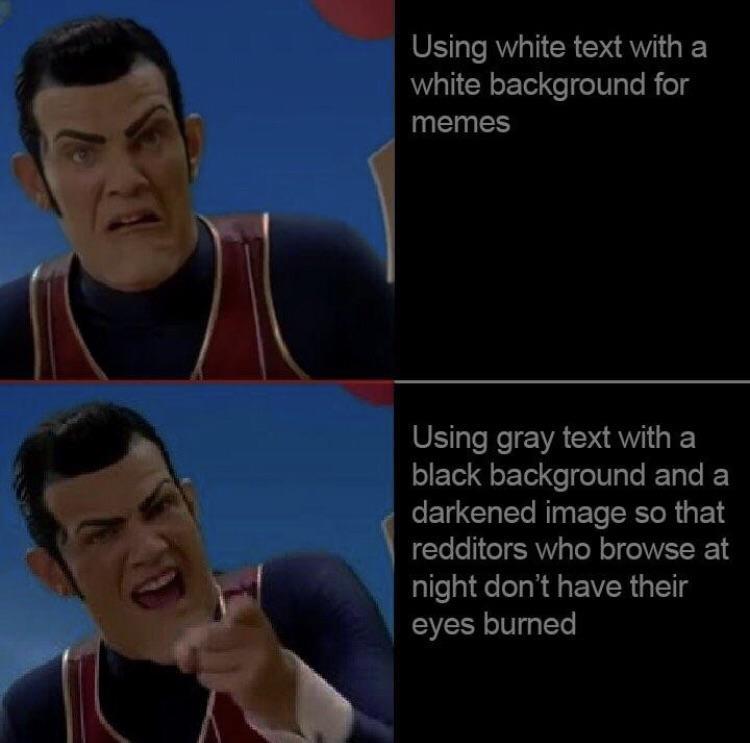 Using white text with a
white background for
memes
Using gray text with a
black background and a
darkened image so that
redditors who browse at
night don't have their
eyes burned